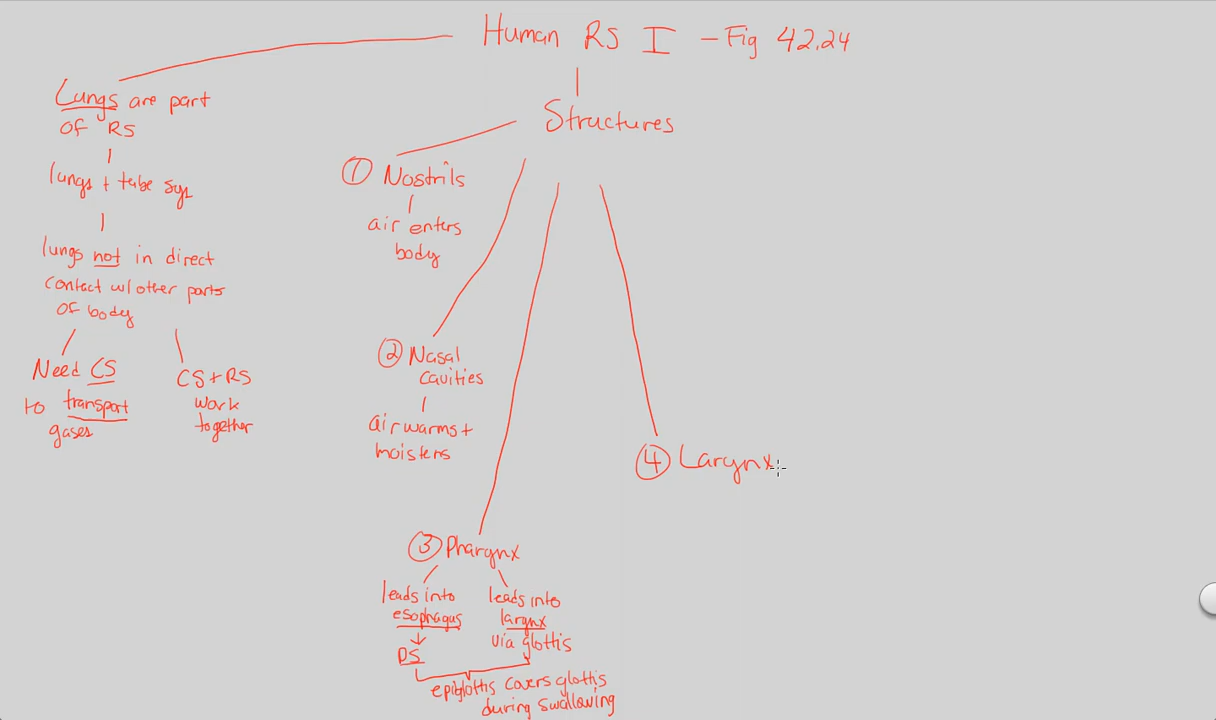 Human RS I - Fig 42.24
Lungs are part
of RS
lungs + tube sys
lungs not in direct
contact w/ other parts
of body
Need CS
to transport
gases
CS + RS
work
together
Structures
① Nostrils
air enters
body
② Nasal
cavities
air warms +
moistens
③ Pharynx
leads into
esophagus
DS
leads into
larynx
via glottis
epiglottis covers glottis
during swallowing
④ Larynx